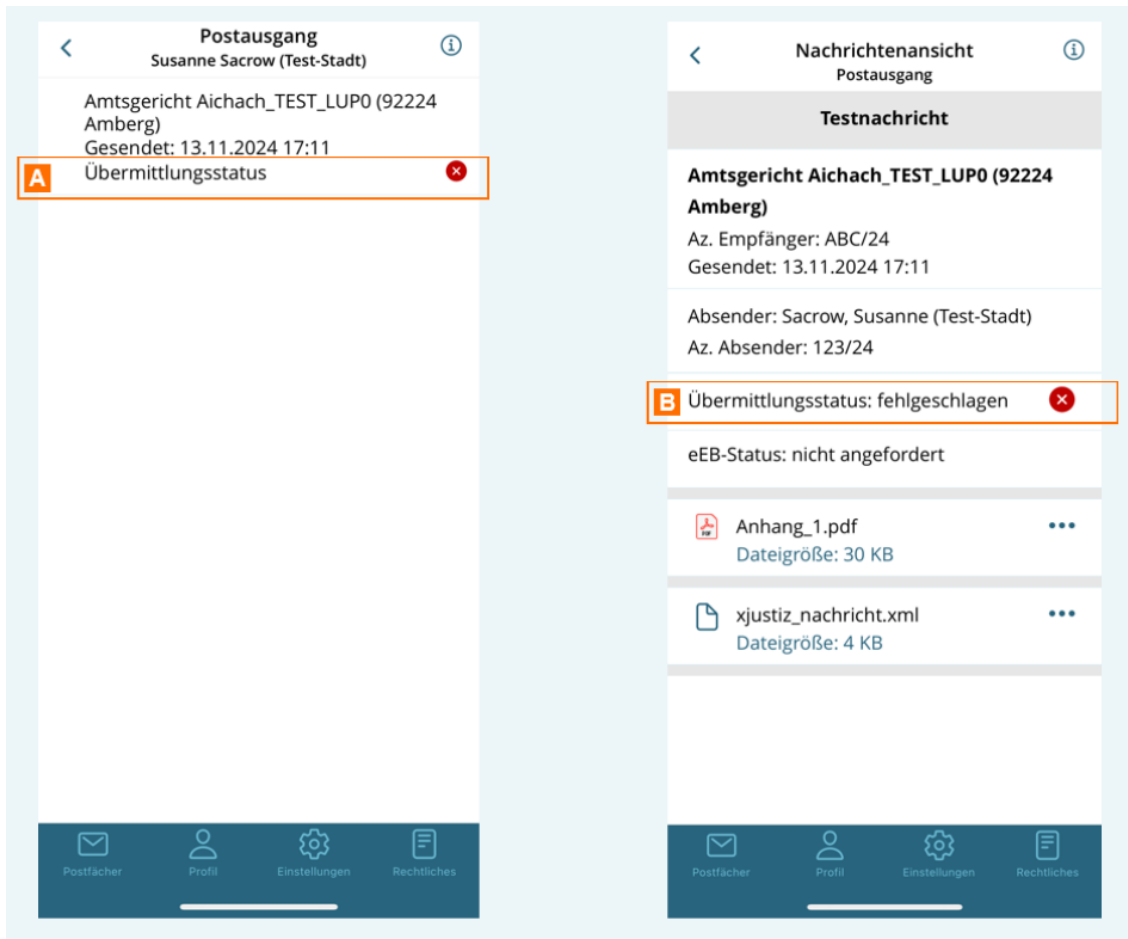 Postausgang
Susanne Sacrow (Test-Stadt)
Amtsgericht Aichach_TEST_LUP0 (92224
Amberg)
Gesendet: 13.11.2024 17:11
A
Übermittlungsstatus
Postfächer
Profil
Einstellungen
Rechtliches
Nachrichtenansicht
Postausgang
Testnachricht
Amtsgericht Aichach_TEST_LUP0 (92224
Amberg)
Az. Empfänger: ABC/24
Gesendet: 13.11.2024 17:11
Absender: Sacrow, Susanne (Test-Stadt)
Az. Absender: 123/24
B
Übermittlungsstatus: fehlgeschlagen
eEB-Status: nicht angefordert
PDF
Anhang_1.pdf
Dateigröße: 30 KB
xjustiz_nachricht.xml
Dateigröße: 4 KB
Postfächer
Profil
Einstellungen
Rechtliches